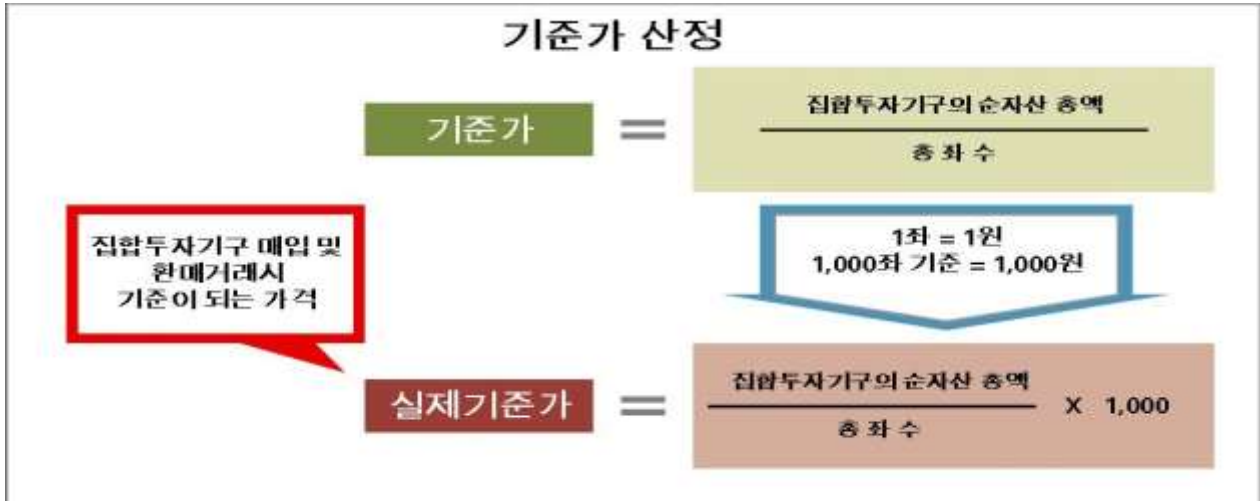 기준가 산정
기준가
=
집합투자기구의 순자산 총액
총 좌 수
집합투자기구 매입 및
환매거래시
기준이 되는 가격
1좌 = 1원
1,000좌 기준 = 1,000원
실제기준가
=
집합투자기구의 순자산 총액
총 좌 수
X 1,000